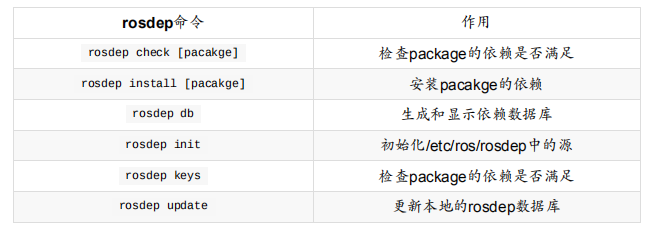 rosdep命令 作用
rosdep check [pacakge] 检查package的依赖是否满足
rosdep install [pacakge] 安装pacakge的依赖
rosdep db 生成和显示依赖数据库
rosdep init 初始化/etc/ros/rosdep中的源
rosdep keys 检查package的依赖是否满足
rosdep update 更新本地的rosdep数据库